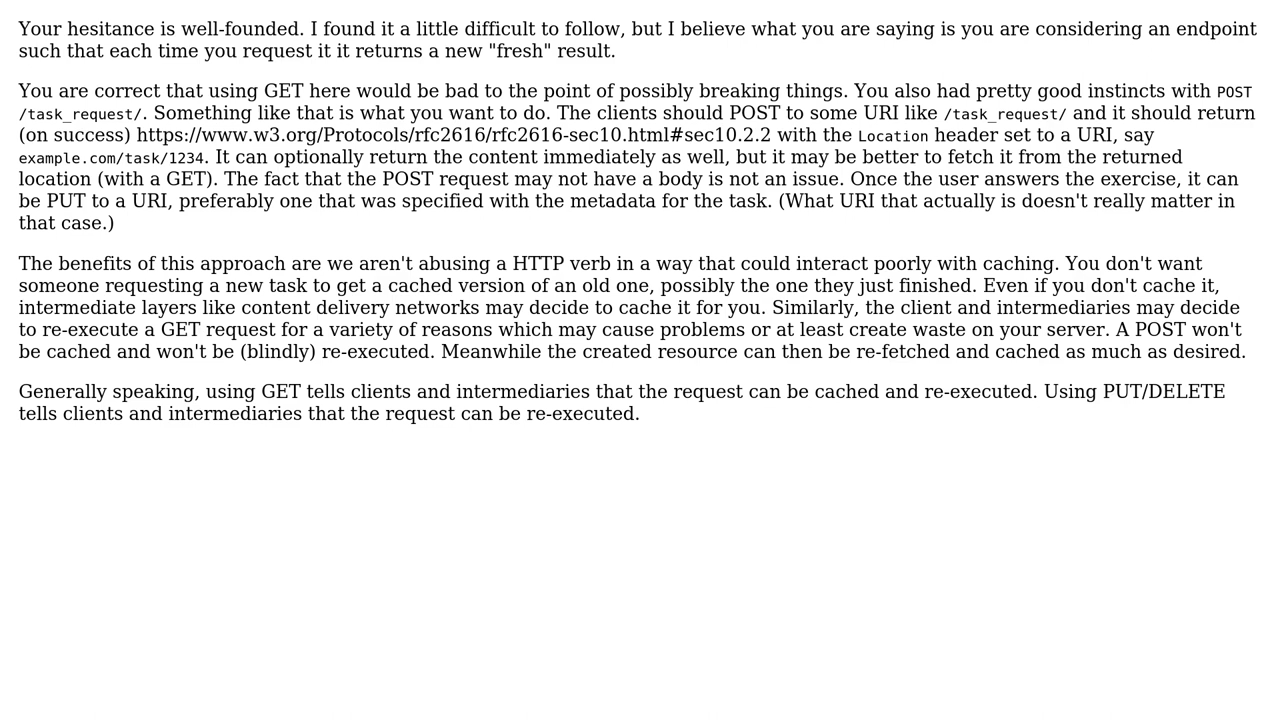 Your hesitance is well-founded. I found it a little difficult to follow, but I believe what you are saying is you are considering an endpoint
such that each time you request it it returns a new "fresh" result.
You are correct that using GET here would be bad to the point of possibly breaking things. You also had pretty good instincts with POST
/task_request/. Something like that is what you want to do. The clients should POST to some URI like /task_request/ and it should return
(on success) https://www.w3.org/Protocols/rfc2616/rfc2616-sec10.html#sec10.2.2 with the Location header set to a URI, say
example.com/task/1234. It can optionally return the content immediately as well, but it may be better to fetch it from the returned
location (with a GET). The fact that the POST request may not have a body is not an issue. Once the user answers the exercise, it can
be PUT to a URI, preferably one that was specified with the metadata for the task. (What URI that actually is doesn't really matter in
that case.)
The benefits of this approach are we aren't abusing a HTTP verb in a way that could interact poorly with caching. You don't want
someone requesting a new task to get a cached version of an old one, possibly the one they just finished. Even if you don't cache it,
intermediate layers like content delivery networks may decide to cache it for you. Similarly, the client and intermediaries may decide
to re-execute a GET request for a variety of reasons which may cause problems or at least create waste on your server. A POST won't
be cached and won't be (blindly) re-executed. Meanwhile the created resource can then be re-fetched and cached as much as desired.
Generally speaking, using GET tells clients and intermediaries that the request can be cached and re-executed. Using PUT/DELETE
tells clients and intermediaries that the request can be re-executed.